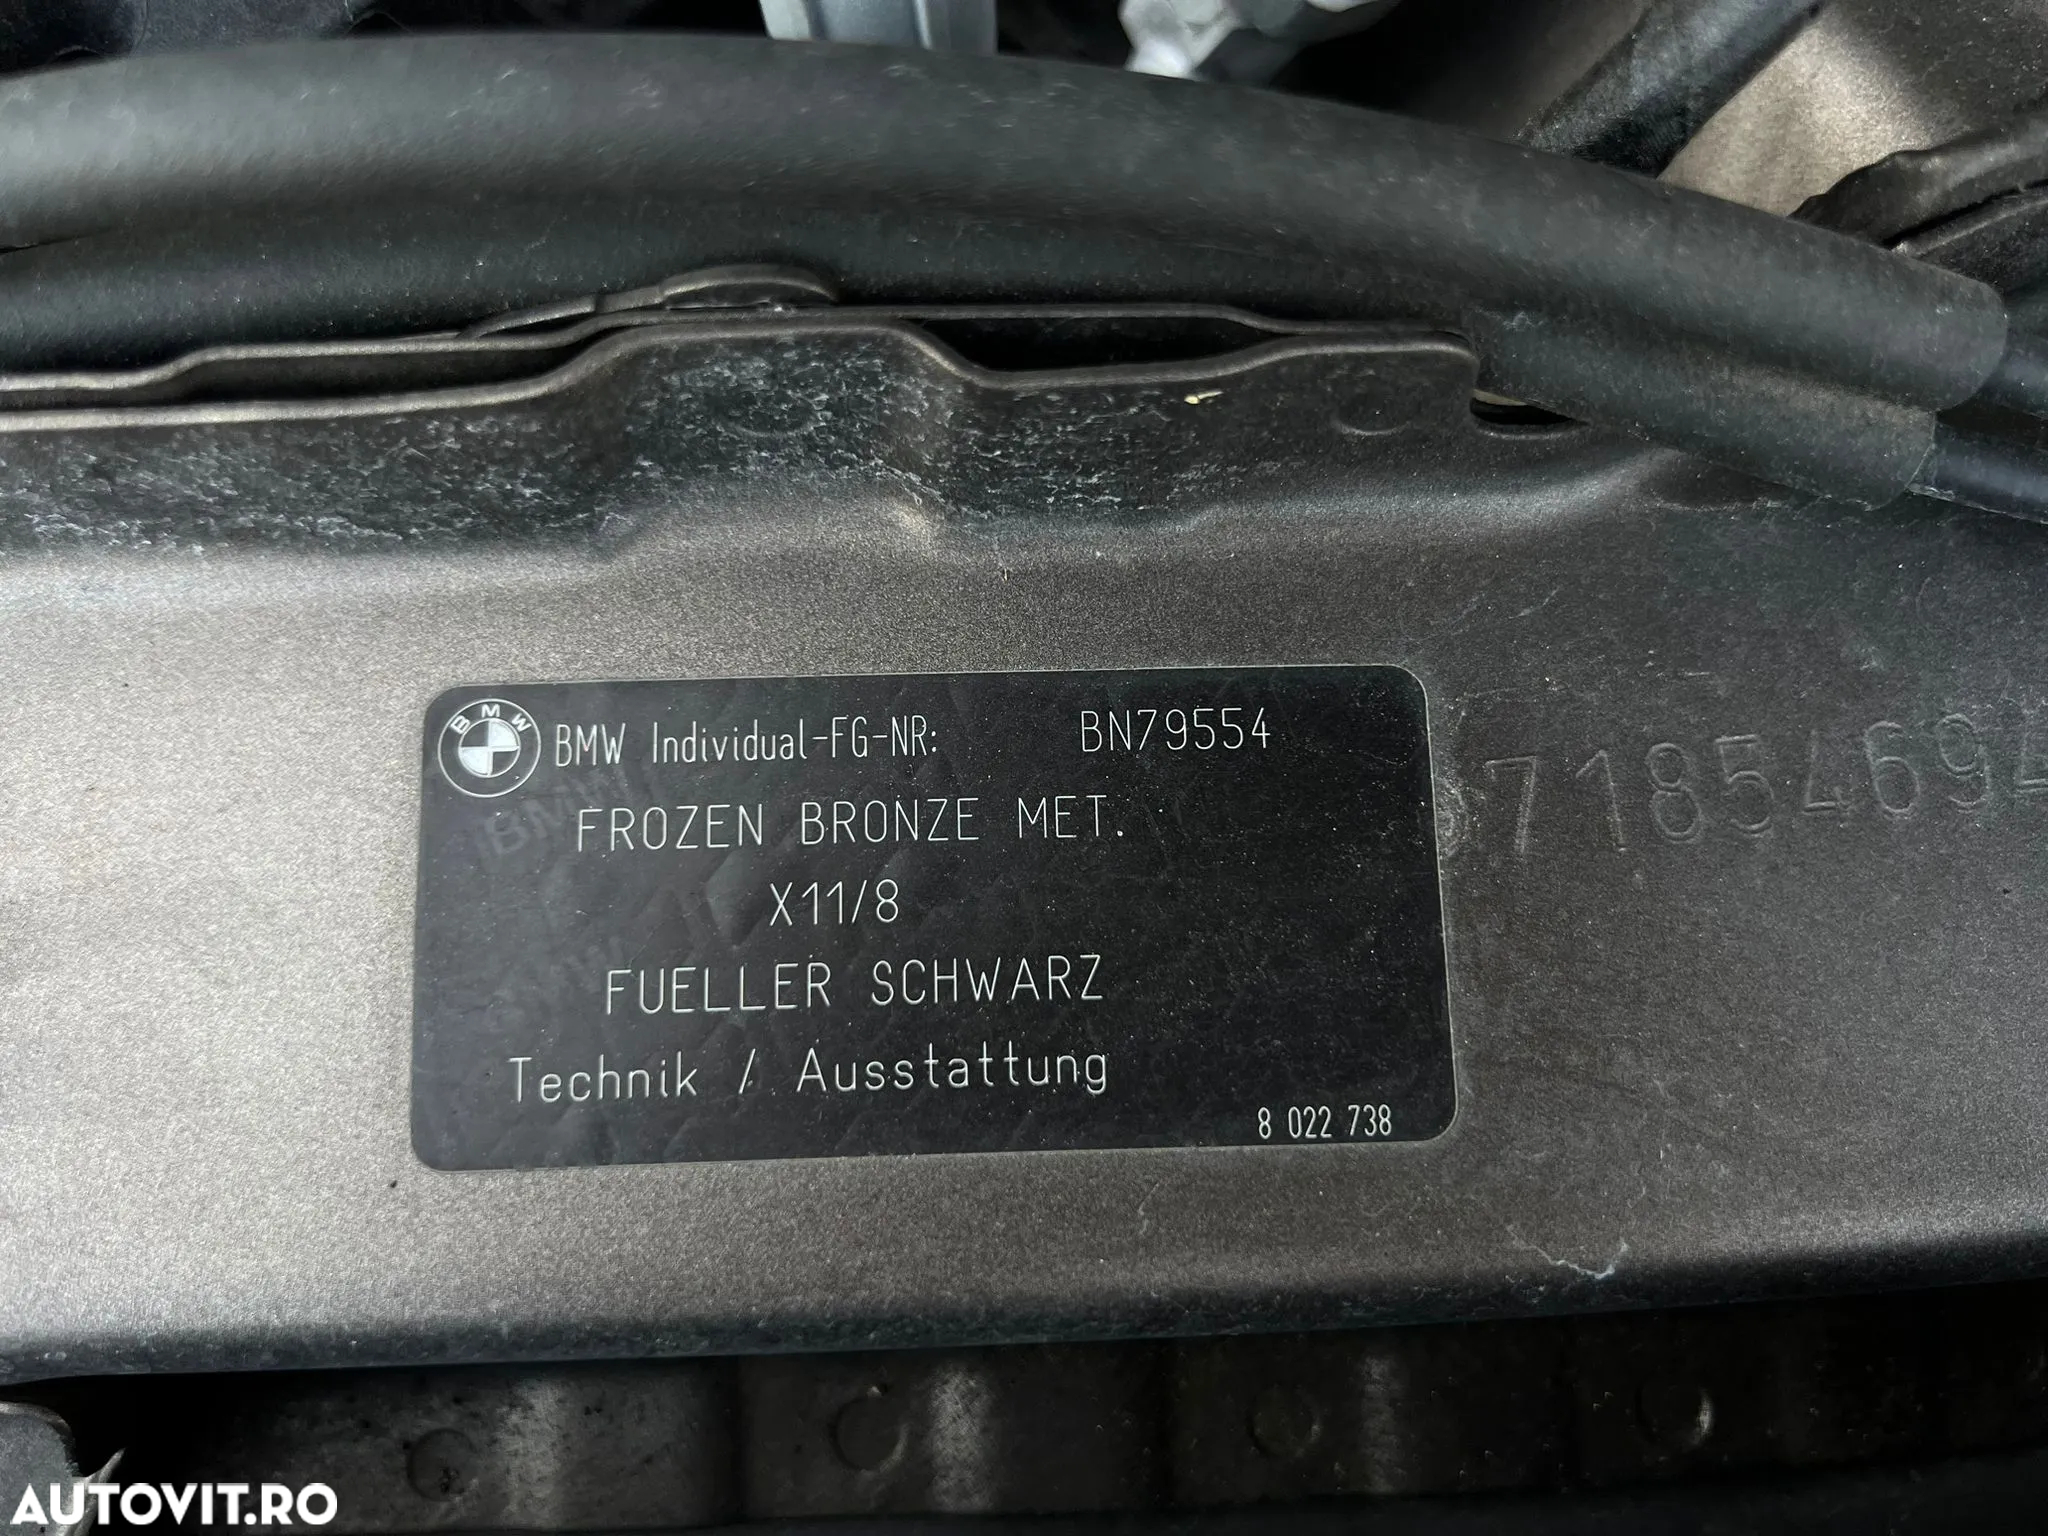 BMW
BMW Individual-FG-NR: BN79554
FROZEN BRONZE MET.
X11/8
FUELLER SCHWARZ
Technik / Ausstattung
8 022 738
7185469
AUTOVIT.RO